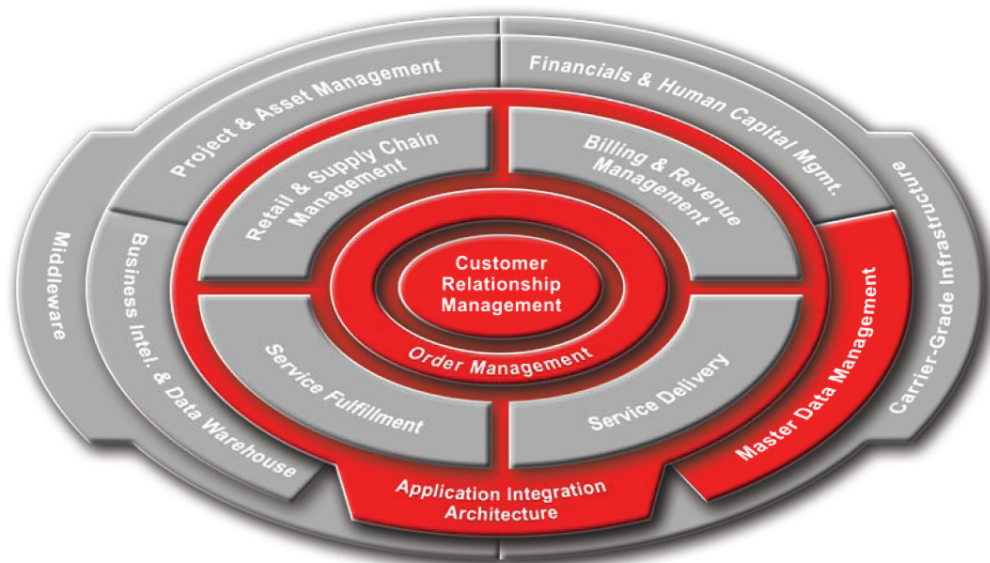 Project & Asset Management
Financials & Human Capital Mgmt.
Retail & Supply Chain
Management
Billing & Revenue
Management
Middleware
Business Intel. & Data Warehouse
Customer
Relationship
Management
Order Management
Service Fulfillment
Service Delivery
Master Data Management
Carrier-Grade Infrastructure
Application Integration
Architecture